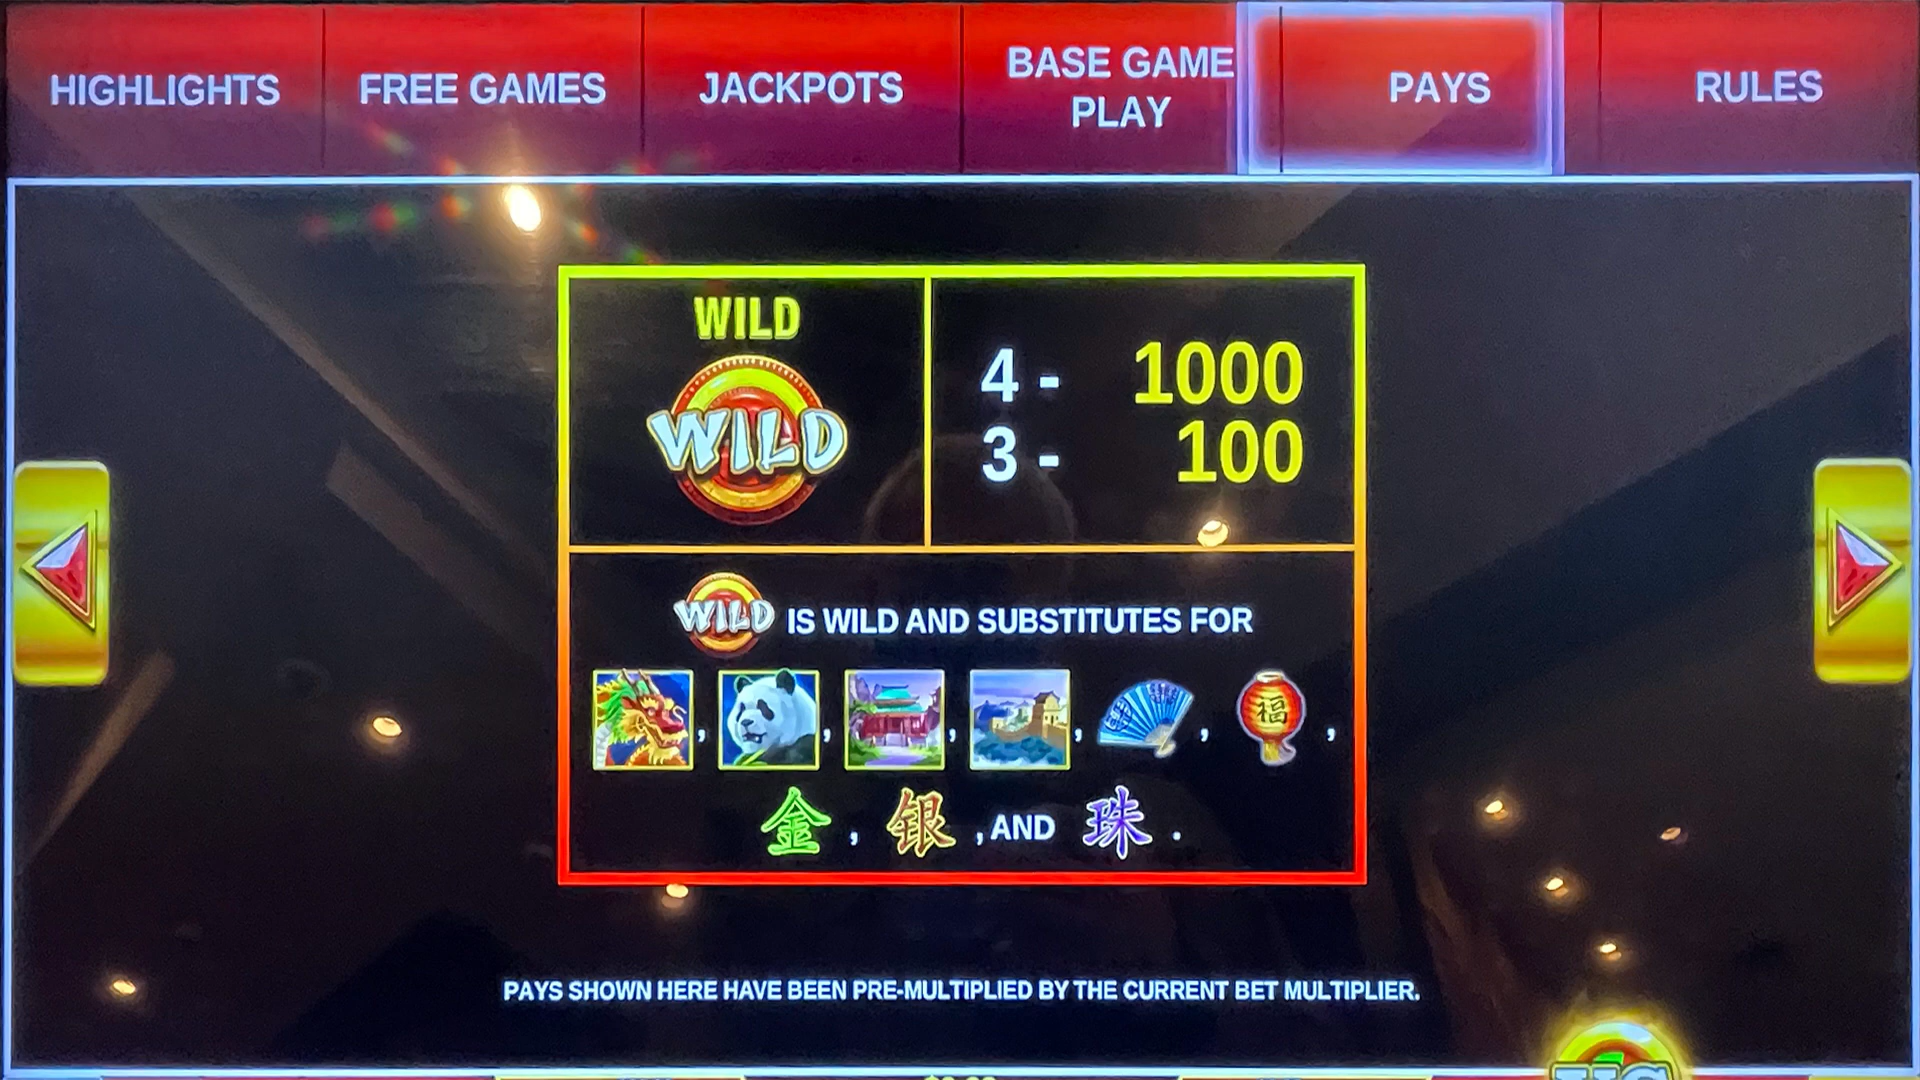 HIGHLIGHTS
FREE GAMES
JACKPOTS
BASE GAME
PLAY
PAYS
RULES
WILD
WILD
4 - 1000
3 - 100
WILD IS WILD AND SUBSTITUTES FOR
, , , , , 福 ,
金 , 银 , AND 珠 .
PAYS SHOWN HERE HAVE BEEN PRE-MULTIPLIED BY THE CURRENT BET MULTIPLIER.